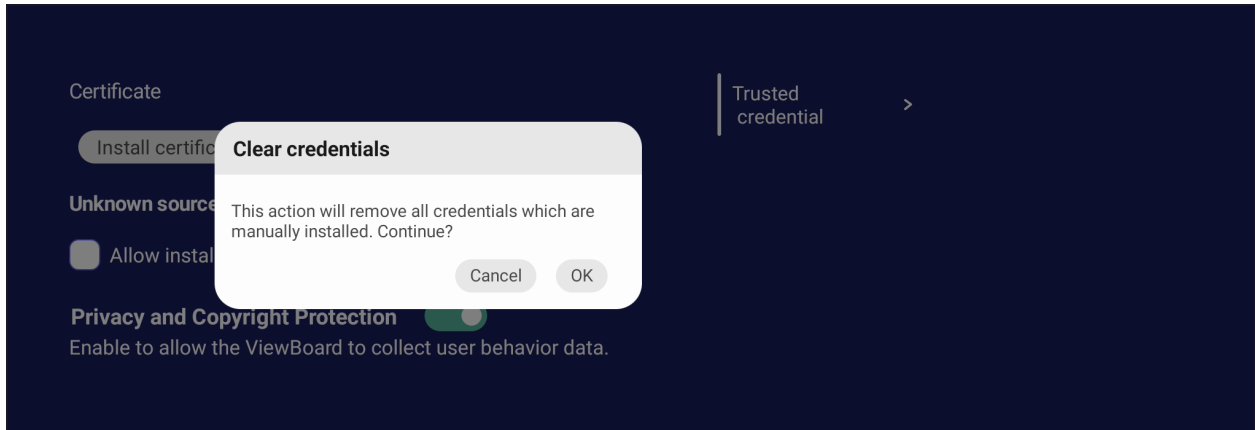 Certificate
Trusted
credential
Install certific
Clear credentials
Unknown source
This action will remove all credentials which are
manually installed. Continue?
Allow instal
Cancel
OK
Privacy and Copyright Protection
Enable to allow the ViewBoard to collect user behavior data.